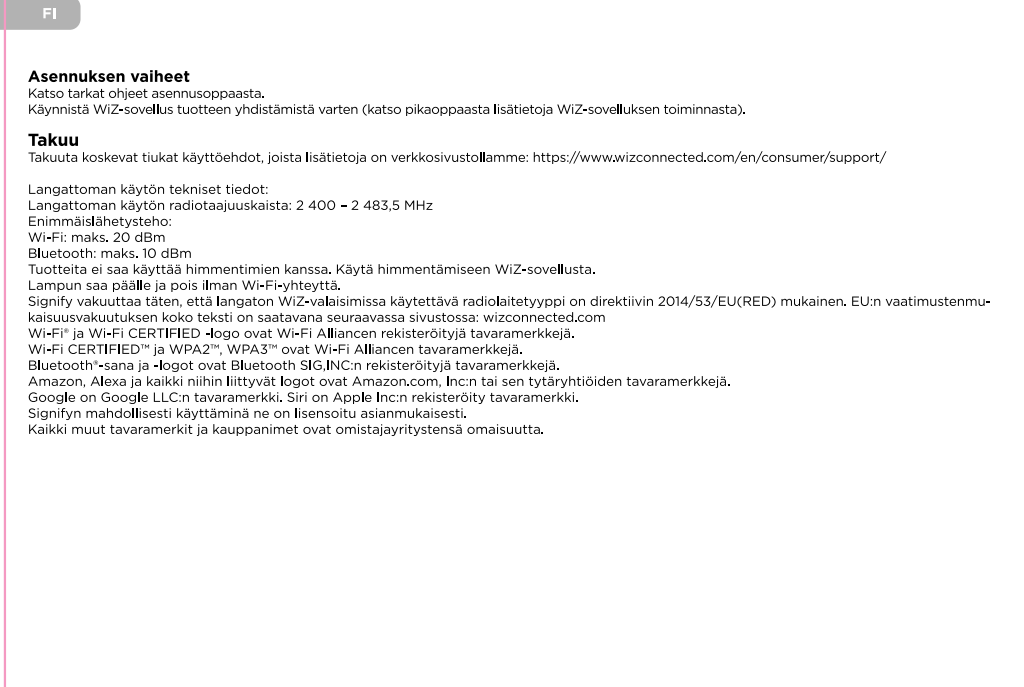 FI
Asennuksen vaiheet
Katso tarkat ohjeet asennusoppaasta.
Käynnistä WiZ-sovellus tuotteen yhdistämistä varten (katso pikaoppaasta lisätietoja WiZ-sovelluksen toiminnasta).
Takuu
Takuuta koskevat tiukat käyttöehdot, joista lisätietoja on verkkosivustollamme: https://www.wizconnected.com/en/consumer/support/
Langattoman käytön tekniset tiedot:
Langattoman käytön radiotaajuuskaista: 2 400 – 2 483,5 MHz
Enimmäislähetysteho:
Wi-Fi: maks. 20 dBm
Bluetooth: maks. 10 dBm
Tuotteita ei saa käyttää himmentimien kanssa. Käytä himmentämiseen WiZ-sovellusta.
Lampun saa päälle ja pois ilman Wi-Fi-yhteyttä.
Signify vakuuttaa täten, että langaton WiZ-valaisimissa käytettävä radiolaitetyyppi on direktiivin 2014/53/EU(RED) mukainen. EU:n vaatimustenmu-
kaisuusvakuutuksen koko teksti on saatavana seuraavassa sivustossa: wizconnected.com
Wi-Fi® ja Wi-Fi CERTIFIED -logo ovat Wi-Fi Alliancen rekisteröityjä tavaramerkkejä.
Wi-Fi CERTIFIED™ ja WPA2™, WPA3™ ovat Wi-Fi Alliancen tavaramerkkejä.
Bluetooth®-sana ja -logot ovat Bluetooth SIG,INC:n rekisteröityjä tavaramerkkejä.
Amazon, Alexa ja kaikki niihin liittyvät logot ovat Amazon.com, Inc:n tai sen tytäryhtiöiden tavaramerkkejä.
Google on Google LLC:n tavaramerkki. Siri on Apple Inc:n rekisteröity tavaramerkki.
Signifyn mahdollisesti käyttäminä ne on lisensoitu asianmukaisesti.
Kaikki muut tavaramerkit ja kauppanimet ovat omistajayritystensä omaisuutta.